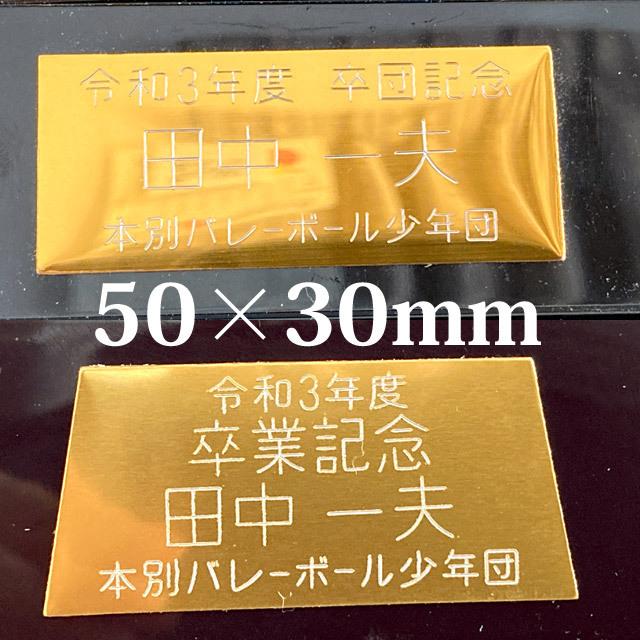 令和3年度 卒団記念
田中 一夫
本別バレーボール少年団
50×30mm
令和3年度
卒業記念
田中 一夫
本別バレーボール少年団